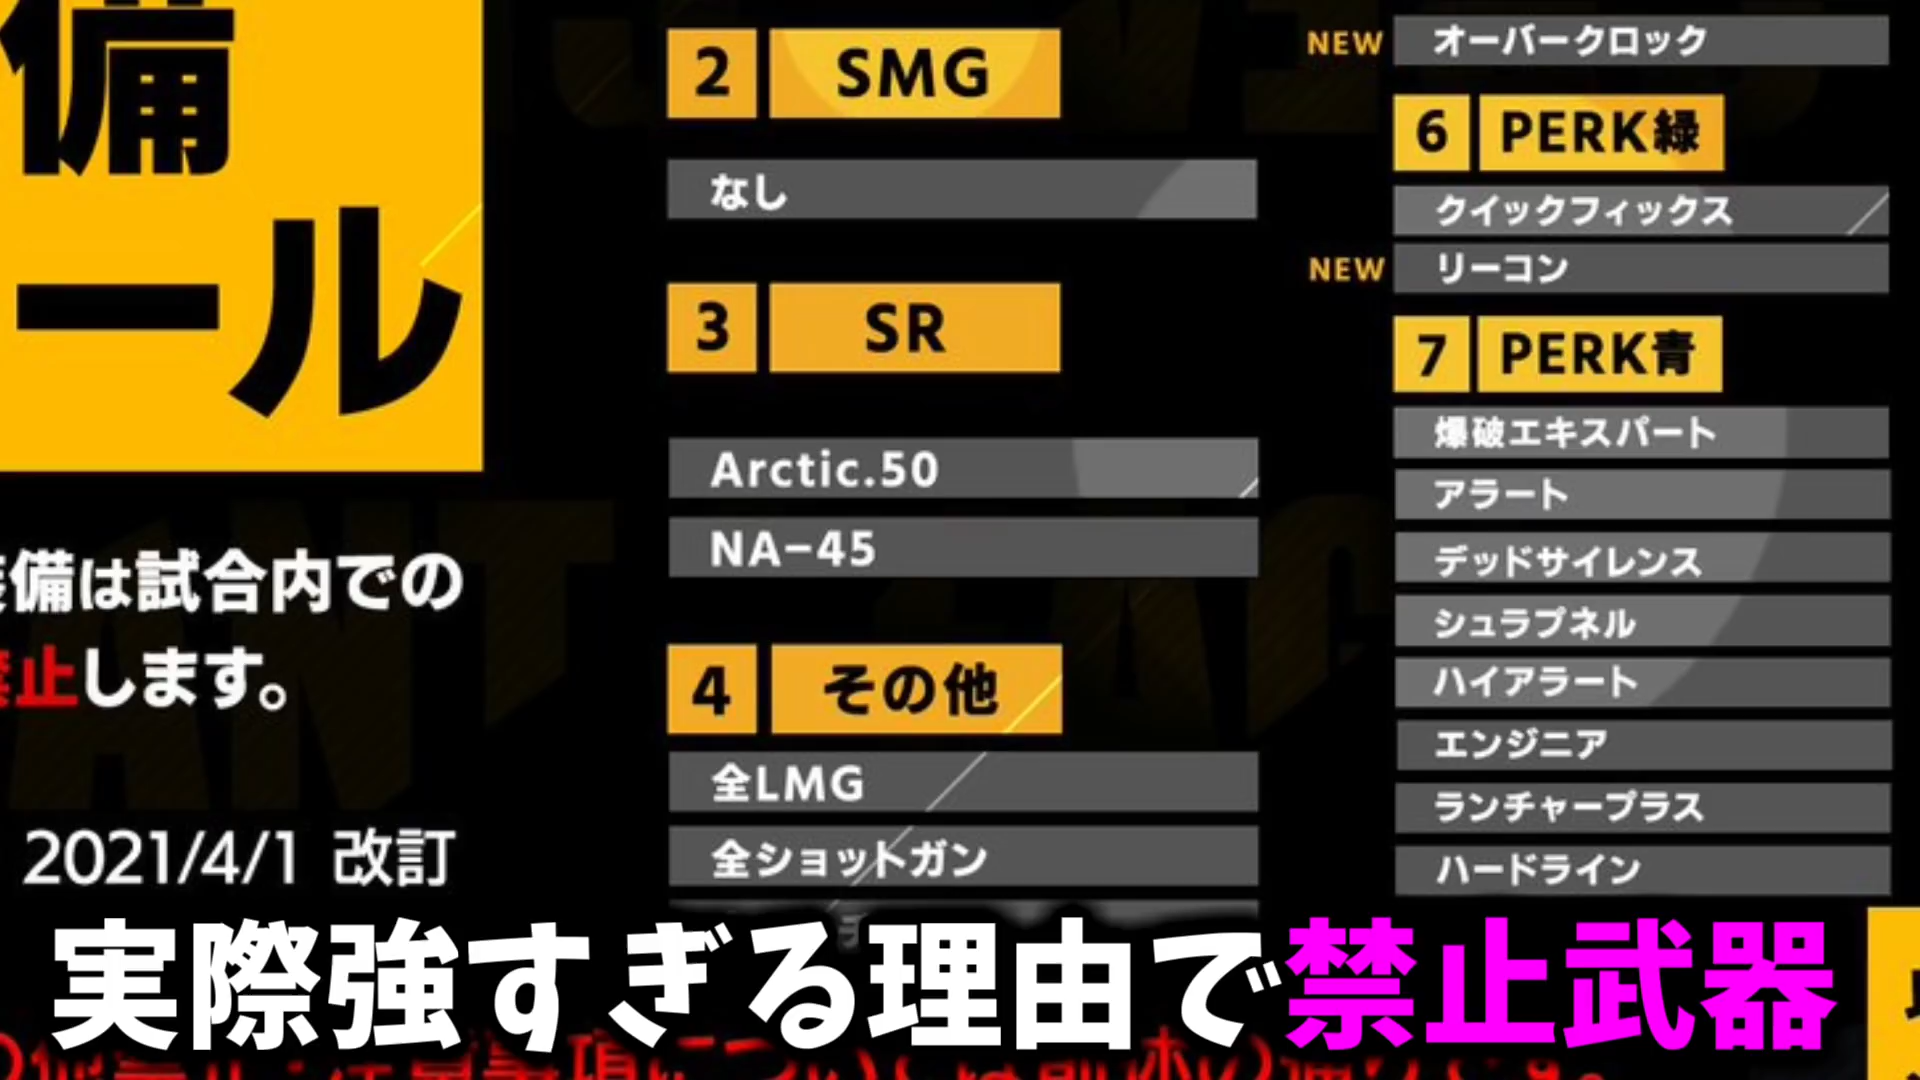 備
ール
装備は試合内での
禁止します。
2021/4/1 改訂
2 SMG
なし
3 SR
Arctic.50
NA-45
4 その他
全LMG
全ショットガン
NEW オーバークロック
6 PERK緑
クイックフィックス
NEW リーコン
7 PERK青
爆破エキスパート
アラート
デッドサイレンス
シュラプネル
ハイアラート
エンジニア
ランチャープラス
ハードライン
実際強すぎる理由で禁止武器